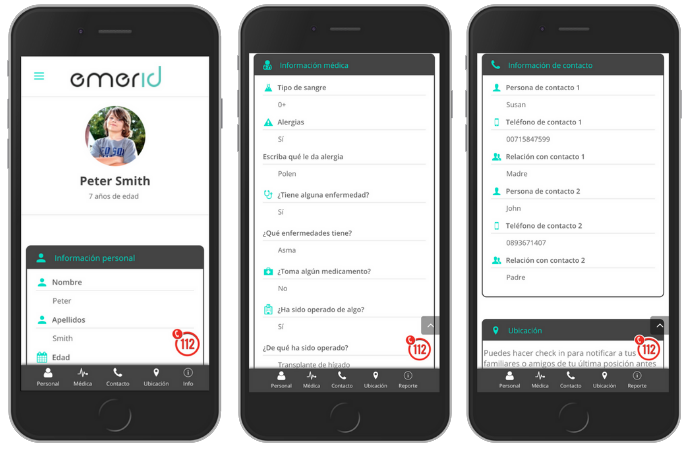 emerid
Peter Smith
7 años de edad
Información personal
Nombre
Peter
Apellidos
Smith
Edad
112
Personal
Médica
Contacto
Ubicación
Info
Información médica
Tipo de sangre
0+
Alergias
Sí
Escriba qué le da alergia
Polen
¿Tiene alguna enfermedad?
Sí
¿Qué enfermedades tiene?
Asma
¿Toma algún medicamento?
No
¿Ha sido operado de algo?
Sí
¿De qué ha sido operado?
Transplante de hígado
112
Personal
Médica
Contacto
Ubicación
Reporte
Información de contacto
Persona de contacto 1
Susan
Teléfono de contacto 1
00715847599
Relación con contacto 1
Madre
Persona de contacto 2
John
Teléfono de contacto 2
0893671407
Relación con contacto 2
Padre
Ubicación
Puedes hacer check in para notificar a tus
familiares o amigos de tu última posición antes
112
Personal
Médica
Contacto
Ubicación
Reporte